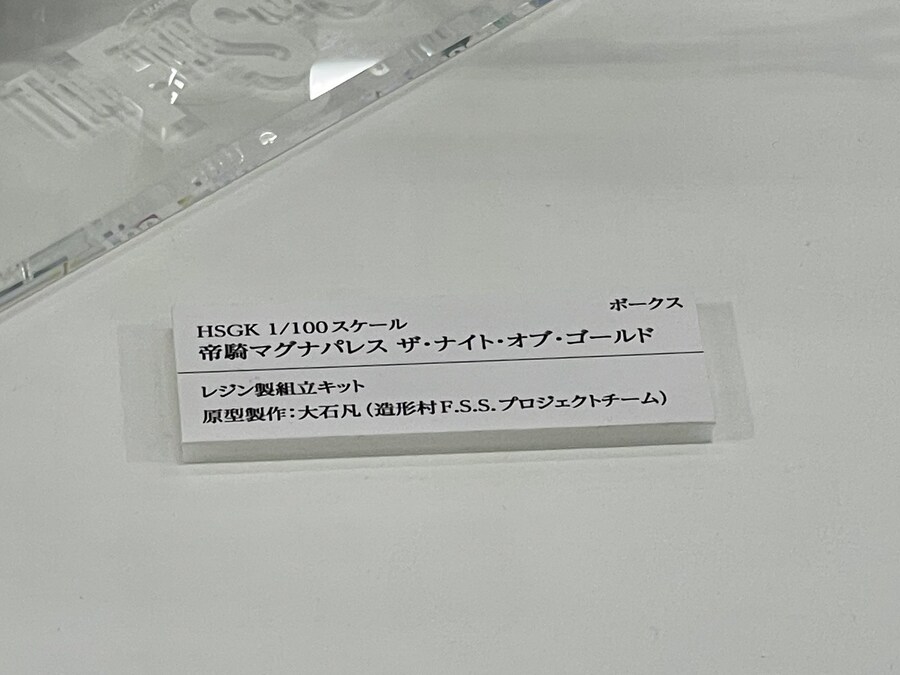 ボークス
HSGK 1/100スケール
帝騎マグナパレス ザ・ナイト・オブ・ゴールド
レジン製組立キット
原型製作:大石凡(造形村F.S.S.プロジェクトチーム)